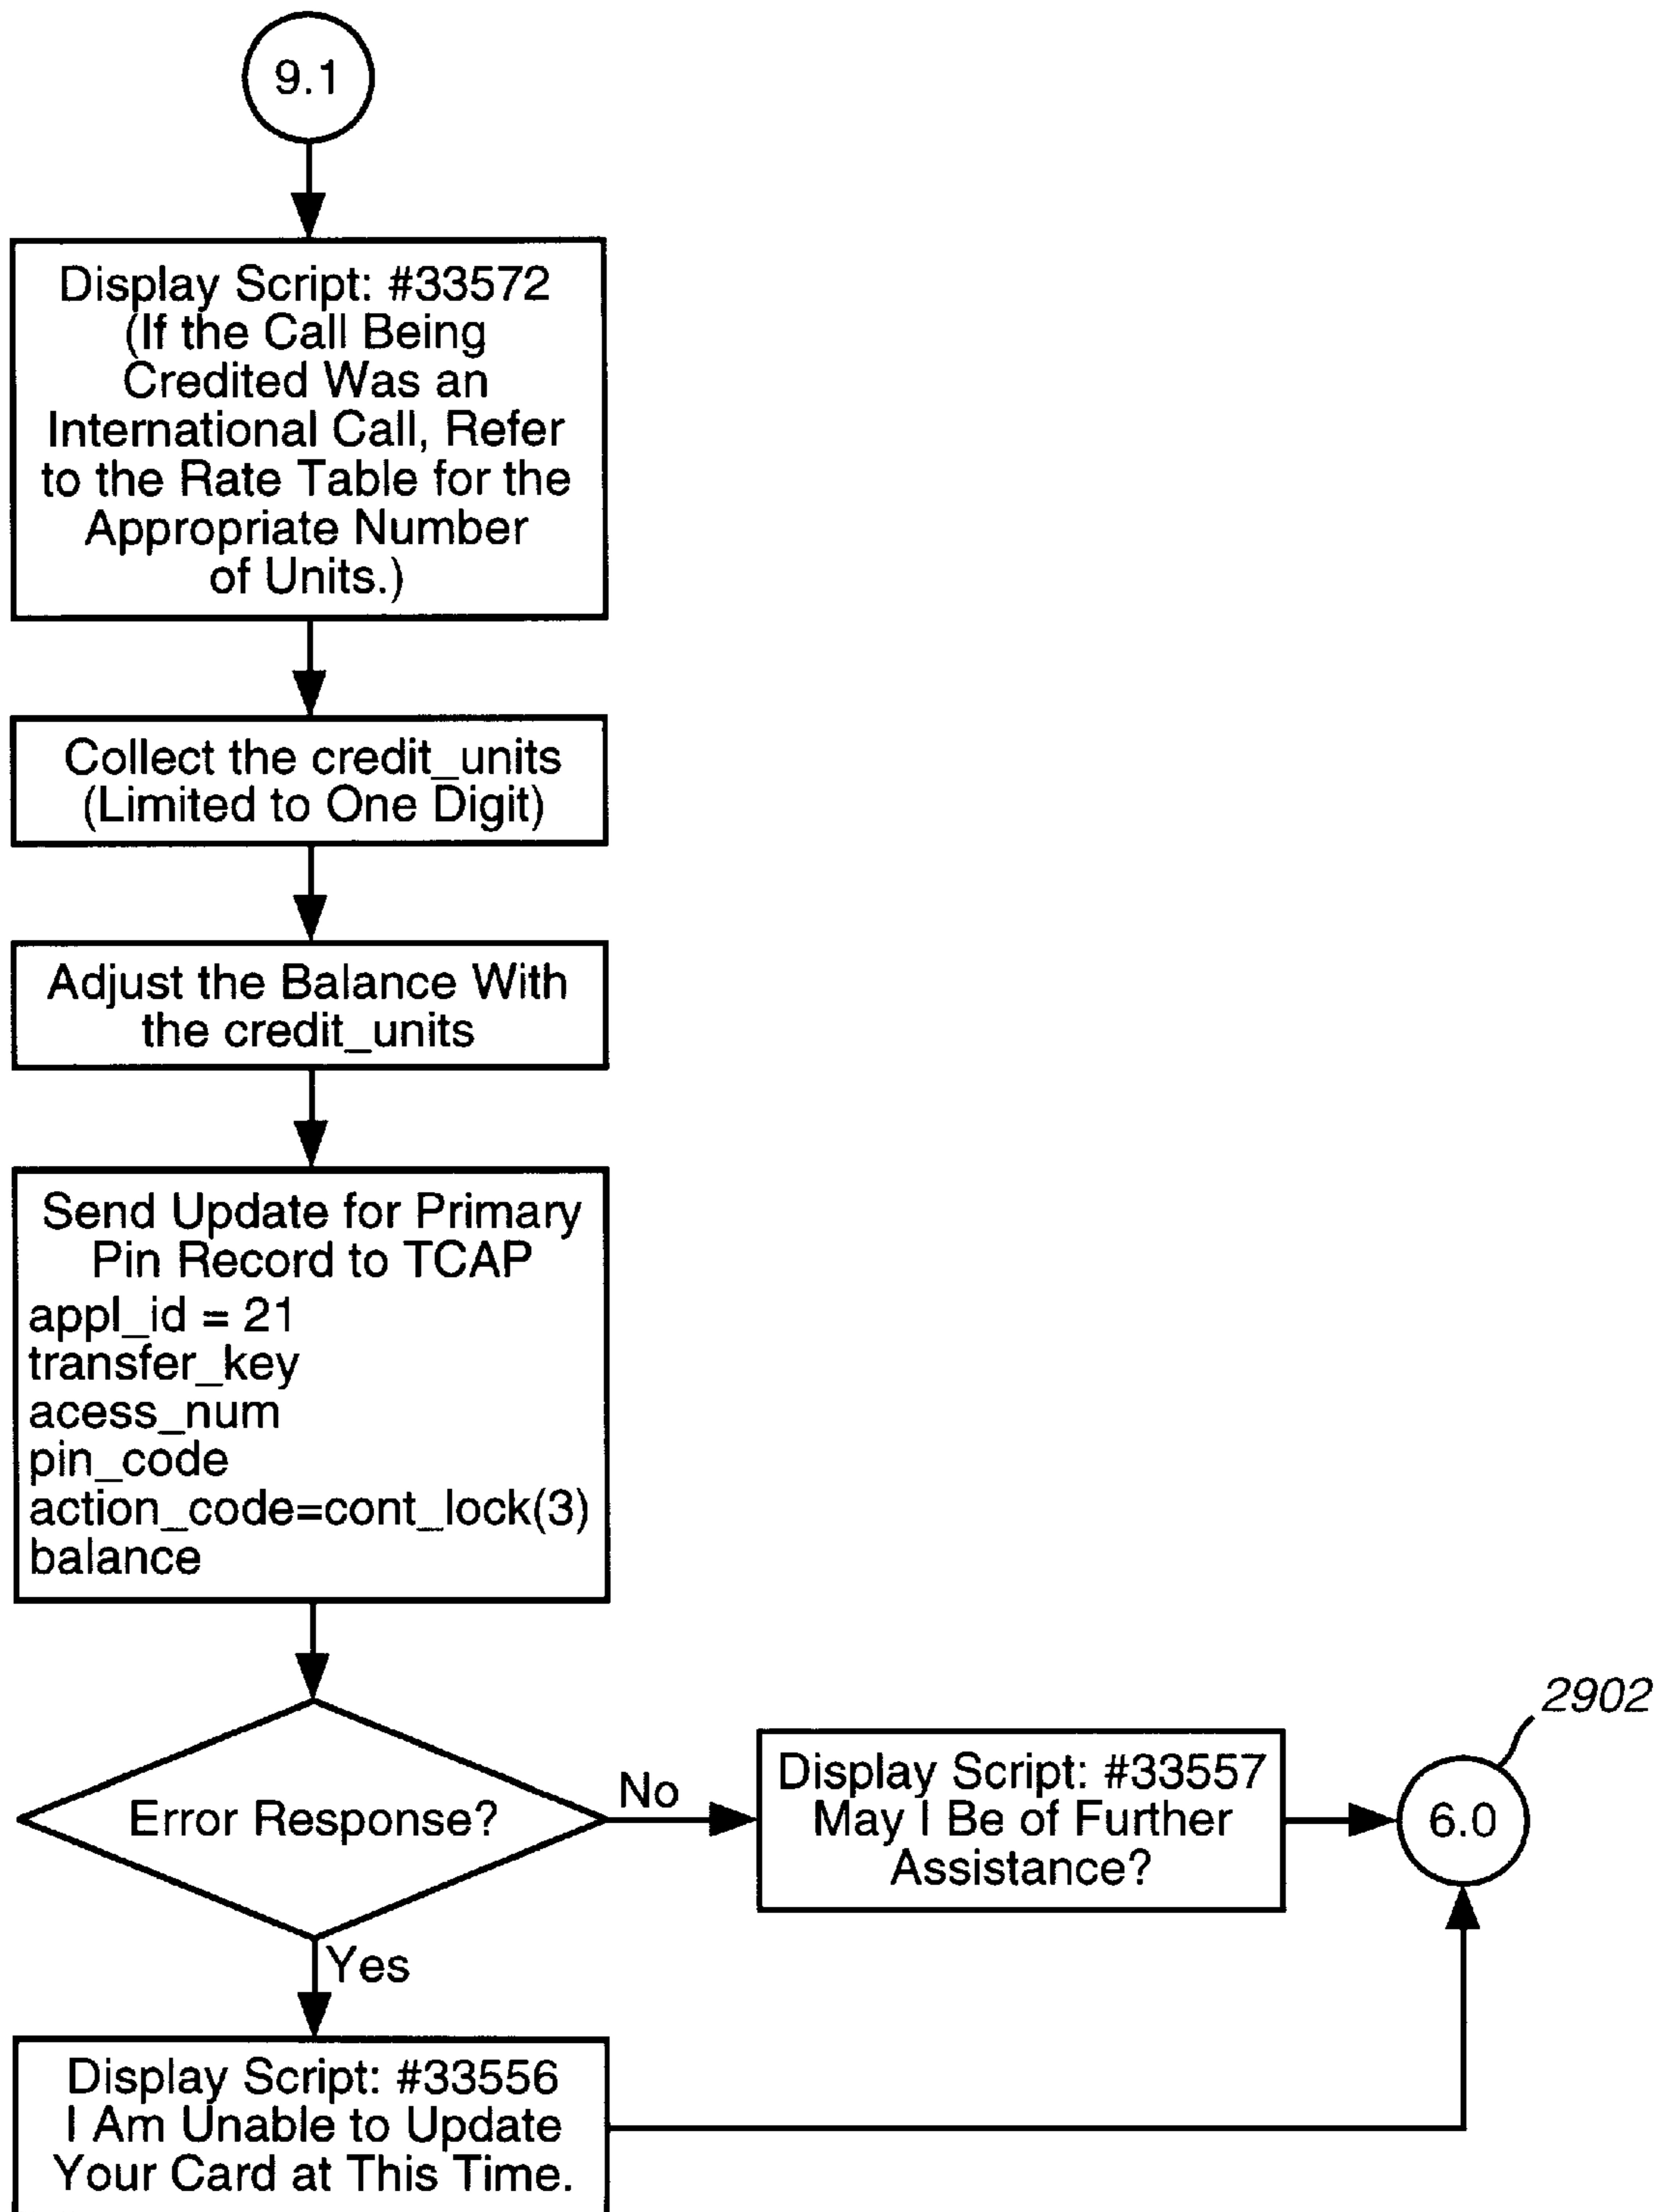 9.1
Display Script: #33572
(If the Call Being
Credited Was an
International Call, Refer
to the Rate Table for the
Appropriate Number
of Units.)
Collect the credit_units
(Limited to One Digit)
Adjust the Balance With
the credit_units
Send Update for Primary
Pin Record to TCAP
appl_id = 21
transfer_key
acess_num
pin_code
action_code=cont_lock(3)
balance
Error Response?
No
Display Script: #33557
May I Be of Further
Assistance?
6.0
2902
Yes
Display Script: #33556
I Am Unable to Update
Your Card at This Time.